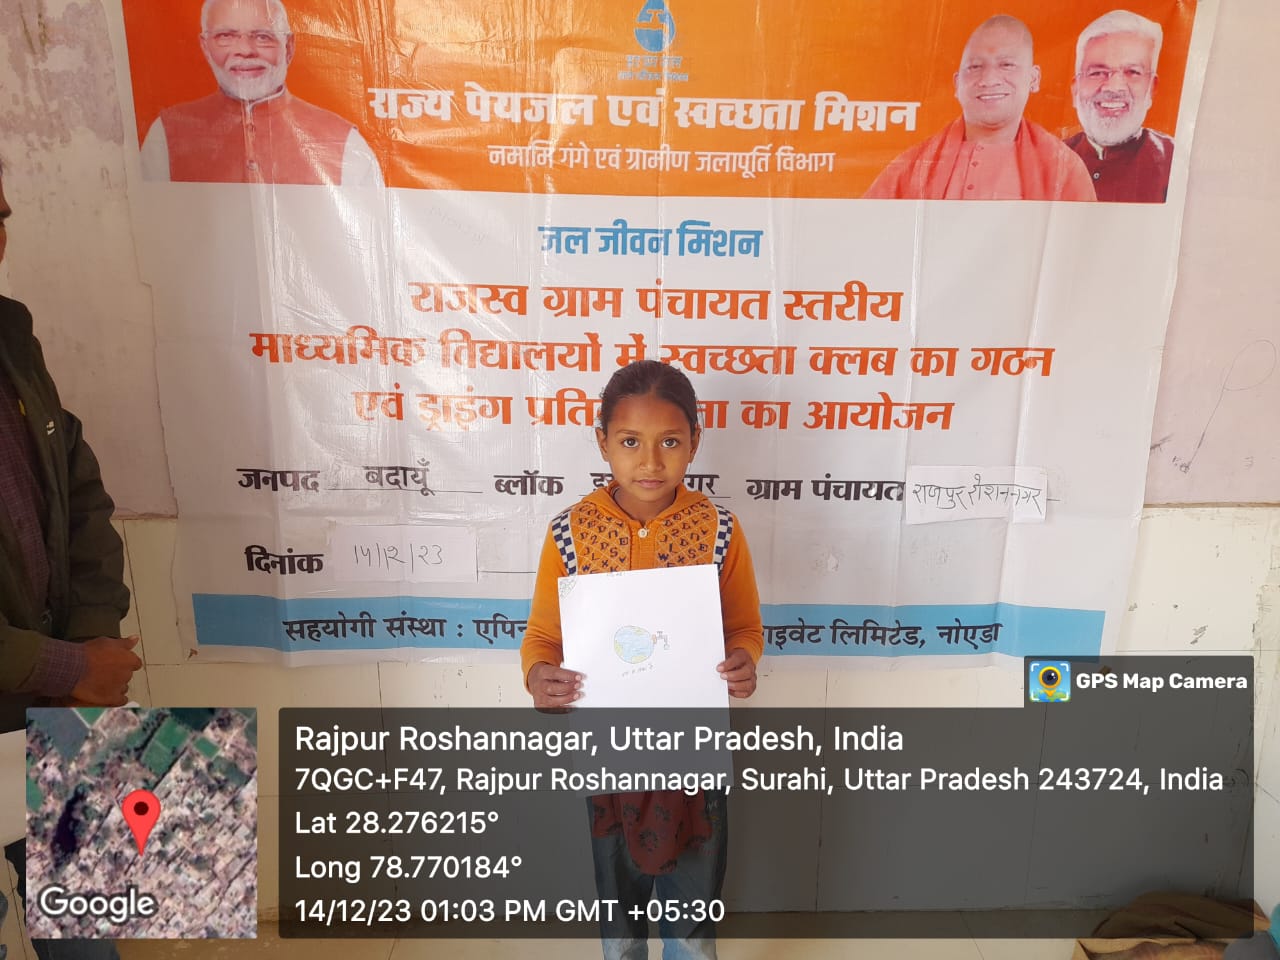 राज्य पेयजल एवं स्वच्छता मिशन
नमामि गंगे एवं ग्रामीण जलापूर्ति विभाग
जल जीवन मिशन
राजस्व ग्राम पंचायत स्तरीय
माध्यमिक विद्यालयों में स्वच्छता क्लब का गठन
एवं ड्राइंग का आयोजन
जनपद बदायूँ ब्लॉक ग्राम पंचायत राजपुर रोशननगर
दिनांक 14/12/23
सहयोगी संस्था : लिमिटेड, नोएडा
GPS Map Camera
Rajpur Roshannagar, Uttar Pradesh, India
7QGC+F47, Rajpur Roshannagar, Surahi, Uttar Pradesh 243724, India
Lat 28.276215°
Long 78.770184°
14/12/23 01:03 PM GMT +05:30
Google